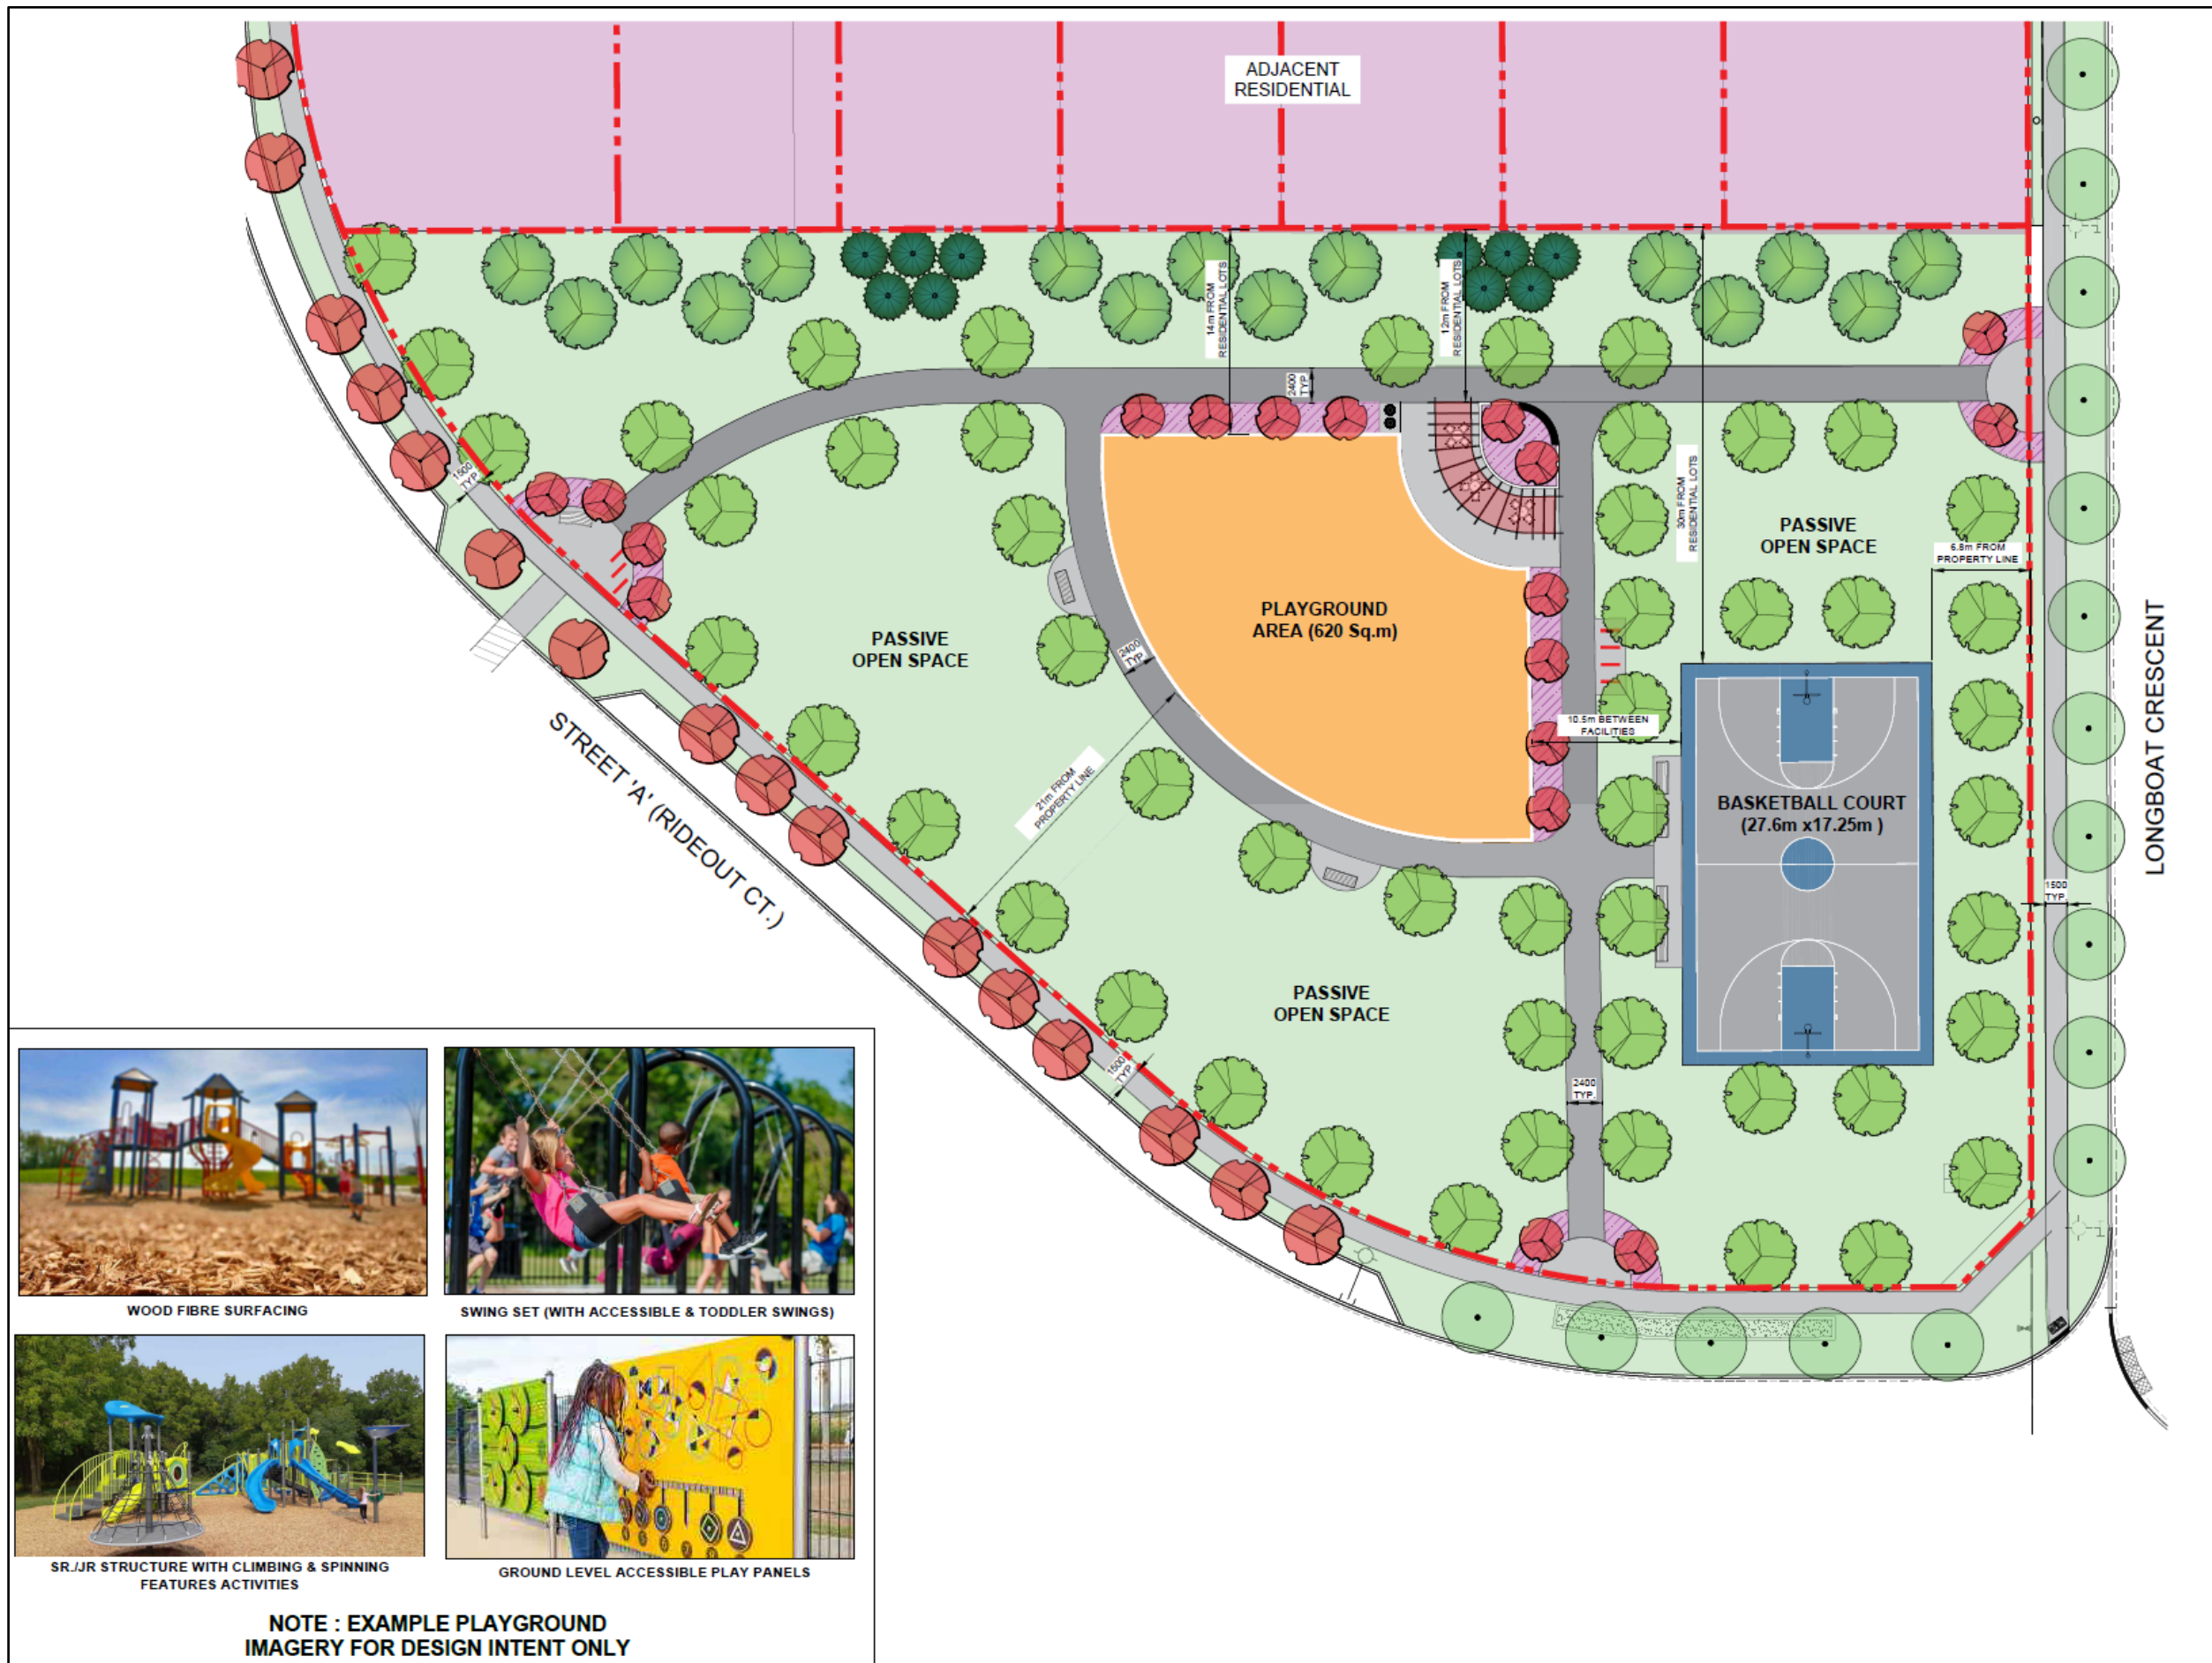 ADJACENT
RESIDENTIAL
14m FROM
RESIDENTIAL LOTS
12m FROM
RESIDENTIAL LOTS
2400
TYP.
30m FROM
RESIDENTIAL LOTS
1500
TYP.
PASSIVE
OPEN SPACE
6.8m FROM
PROPERTY LINE
PLAYGROUND
AREA (620 Sq.m)
PASSIVE
OPEN SPACE
2400
TYP.
10.5m BETWEEN
FACILITIES
LONGBOAT CRESCENT
STREET 'A' (RIDEOUT CT.)
21m FROM
PROPERTY LINE
BASKETBALL COURT
(27.6m x17.25m )
1500
TYP.
PASSIVE
OPEN SPACE
1500
TYP.
2400
TYP.
WOOD FIBRE SURFACING
SWING SET (WITH ACCESSIBLE & TODDLER SWINGS)
SR./JR STRUCTURE WITH CLIMBING & SPINNING
FEATURES ACTIVITIES
GROUND LEVEL ACCESSIBLE PLAY PANELS
NOTE : EXAMPLE PLAYGROUND
IMAGERY FOR DESIGN INTENT ONLY